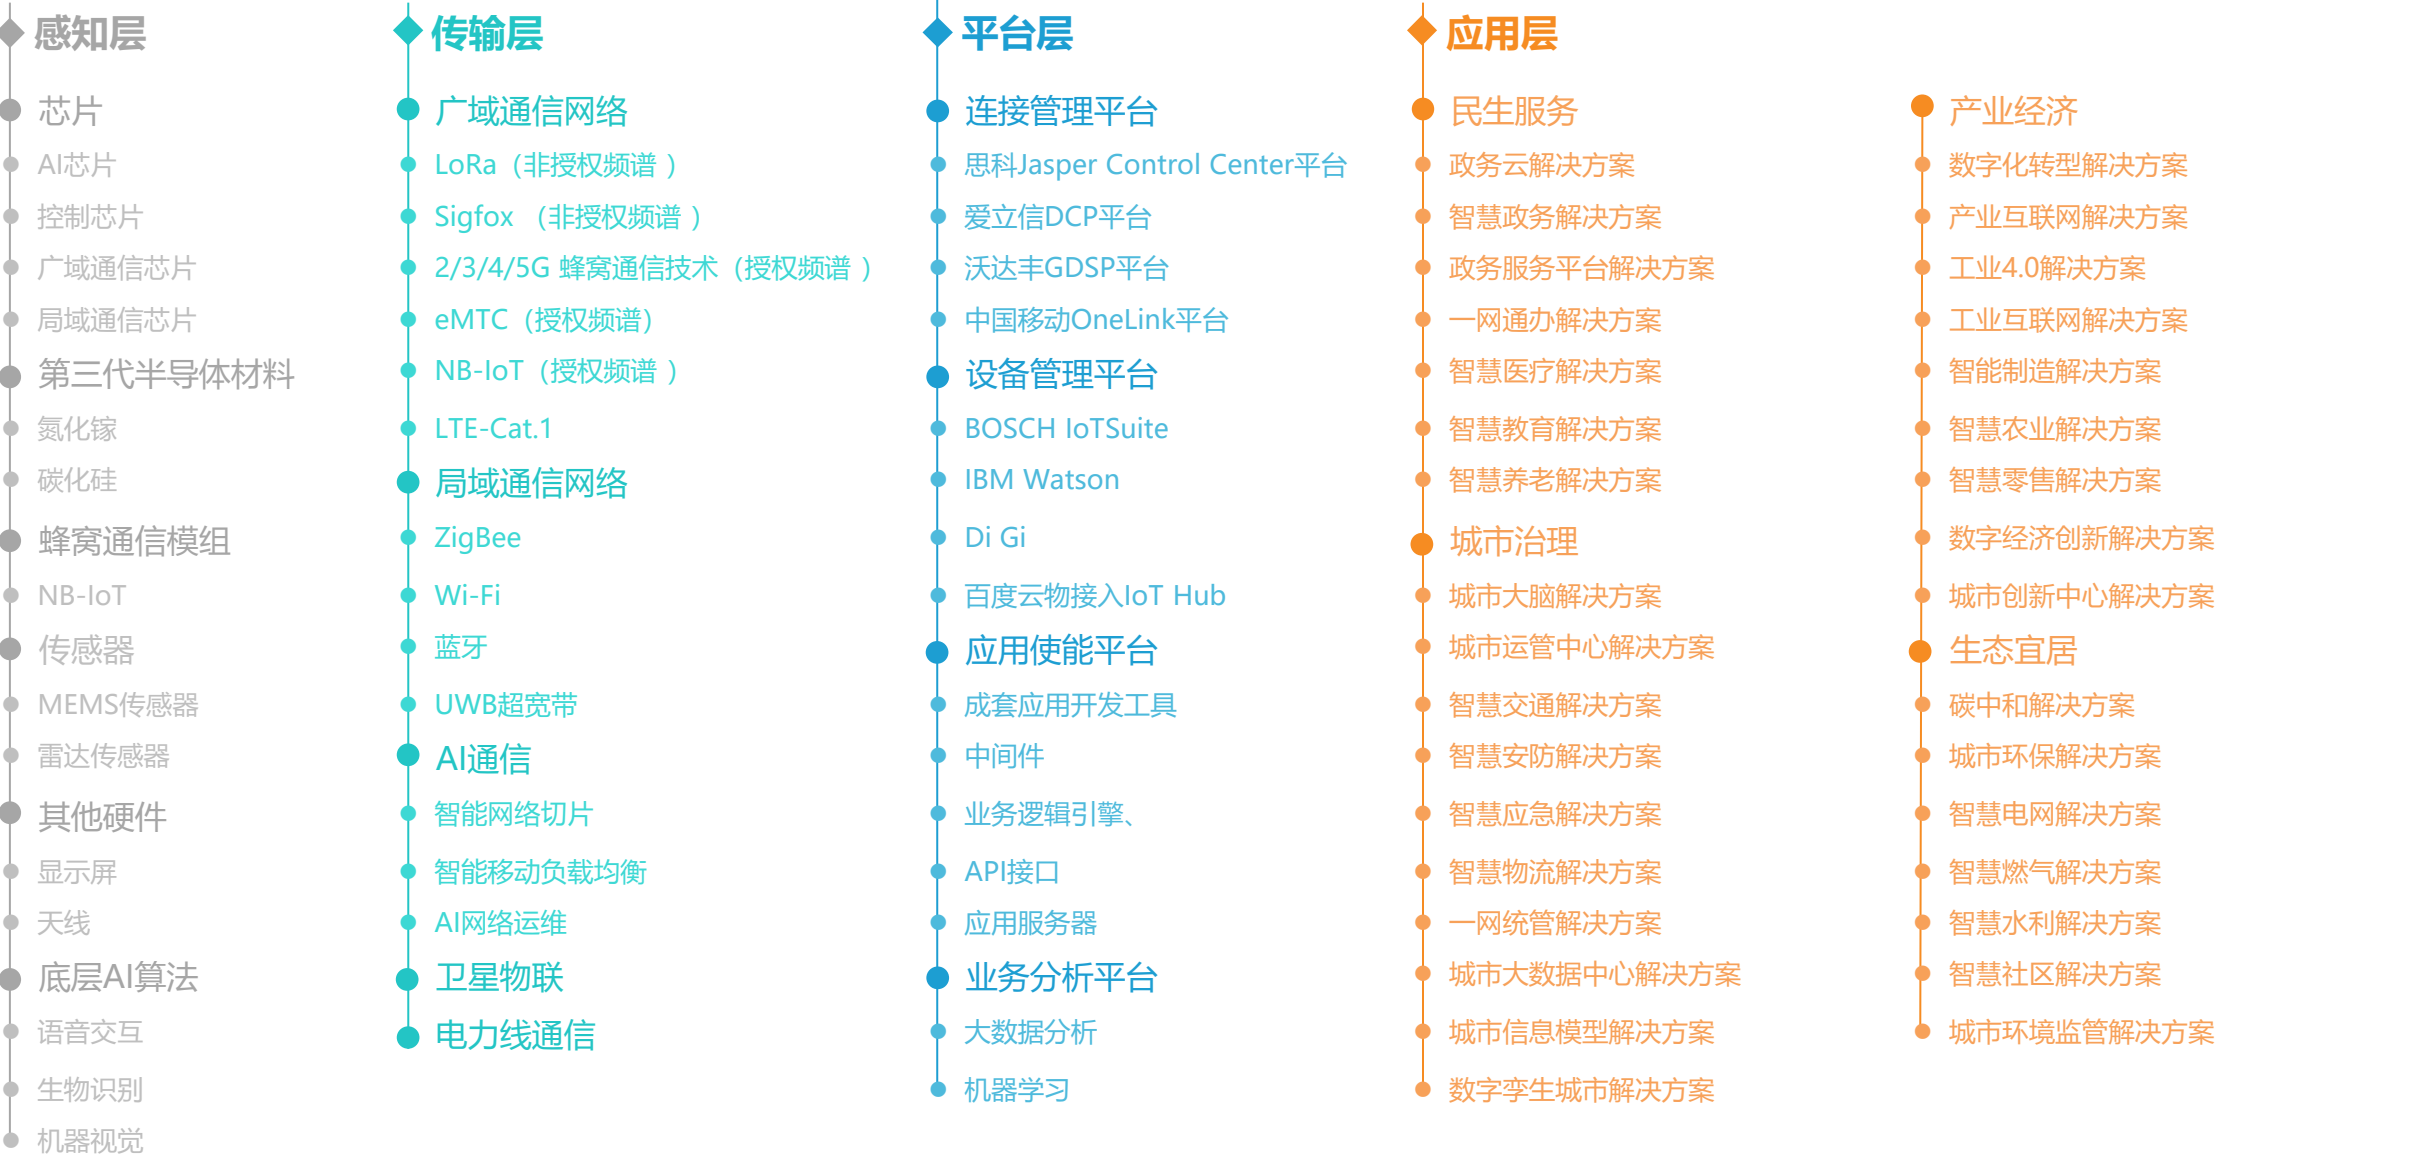 感知层
芯片
AI芯片
控制芯片
广域通信芯片
局域通信芯片
第三代半导体材料
氮化镓
碳化硅
蜂窝通信模组
NB-IoT
传感器
MEMS传感器
雷达传感器
其他硬件
显示屏
天线
底层AI算法
语音交互
生物识别
机器视觉
传输层
广域通信网络
LoRa（非授权频谱 ）
Sigfox （非授权频谱 ）
2/3/4/5G 蜂窝通信技术（授权频谱 ）
eMTC（授权频谱）
NB-IoT（授权频谱 ）
LTE-Cat.1
局域通信网络
ZigBee
Wi-Fi
蓝牙
UWB超宽带
AI通信
智能网络切片
智能移动负载均衡
AI网络运维
卫星物联
电力线通信
平台层
连接管理平台
思科Jasper Control Center平台
爱立信DCP平台
沃达丰GDSP平台
中国移动OneLink平台
设备管理平台
BOSCH IoTSuite
IBM Watson
Di Gi
百度云物接入IoT Hub
应用使能平台
成套应用开发工具
中间件
业务逻辑引擎、
API接口
应用服务器
业务分析平台
大数据分析
机器学习
应用层
民生服务
政务云解决方案
智慧政务解决方案
政务服务平台解决方案
一网通办解决方案
智慧医疗解决方案
智慧教育解决方案
智慧养老解决方案
城市治理
城市大脑解决方案
城市运管中心解决方案
智慧交通解决方案
智慧安防解决方案
智慧应急解决方案
智慧物流解决方案
一网统管解决方案
城市大数据中心解决方案
城市信息模型解决方案
数字孪生城市解决方案
产业经济
数字化转型解决方案
产业互联网解决方案
工业4.0解决方案
工业互联网解决方案
智能制造解决方案
智慧农业解决方案
智慧零售解决方案
数字经济创新解决方案
城市创新中心解决方案
生态宜居
碳中和解决方案
城市环保解决方案
智慧电网解决方案
智慧燃气解决方案
智慧水利解决方案
智慧社区解决方案
城市环境监管解决方案